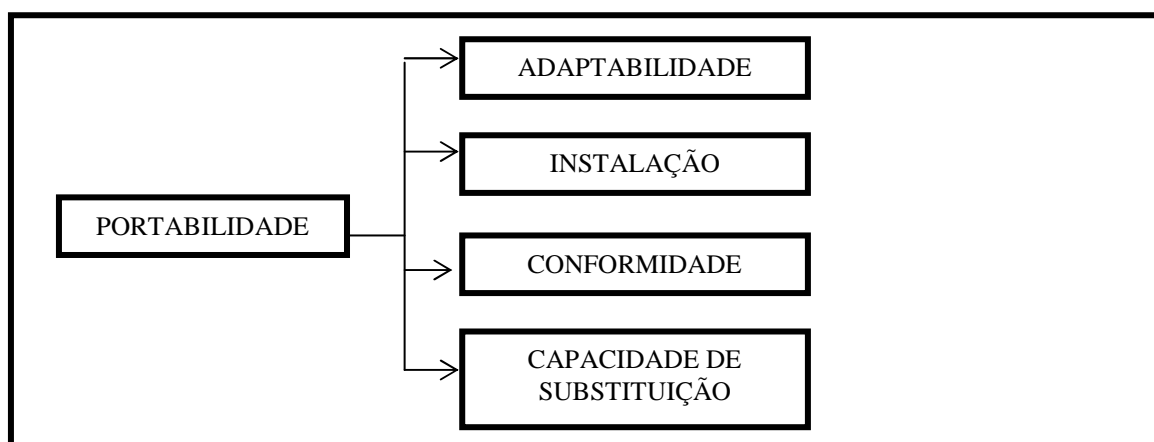 ADAPTABILIDADE
INSTALAÇÃO
PORTABILIDADE
CONFORMIDADE
CAPACIDADE DE
SUBSTITUIÇÃO